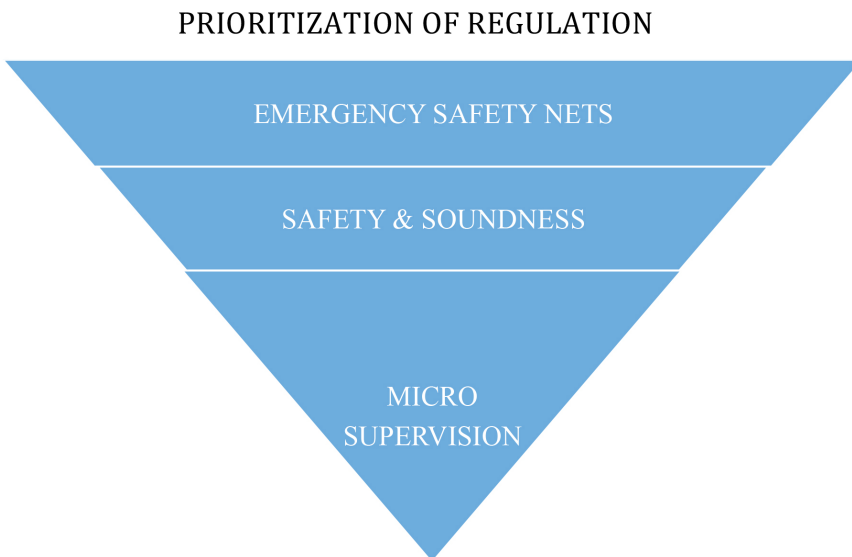 PRIORITIZATION OF REGULATION
EMERGENCY SAFETY NETS
SAFETY & SOUNDNESS
MICRO
SUPERVISION